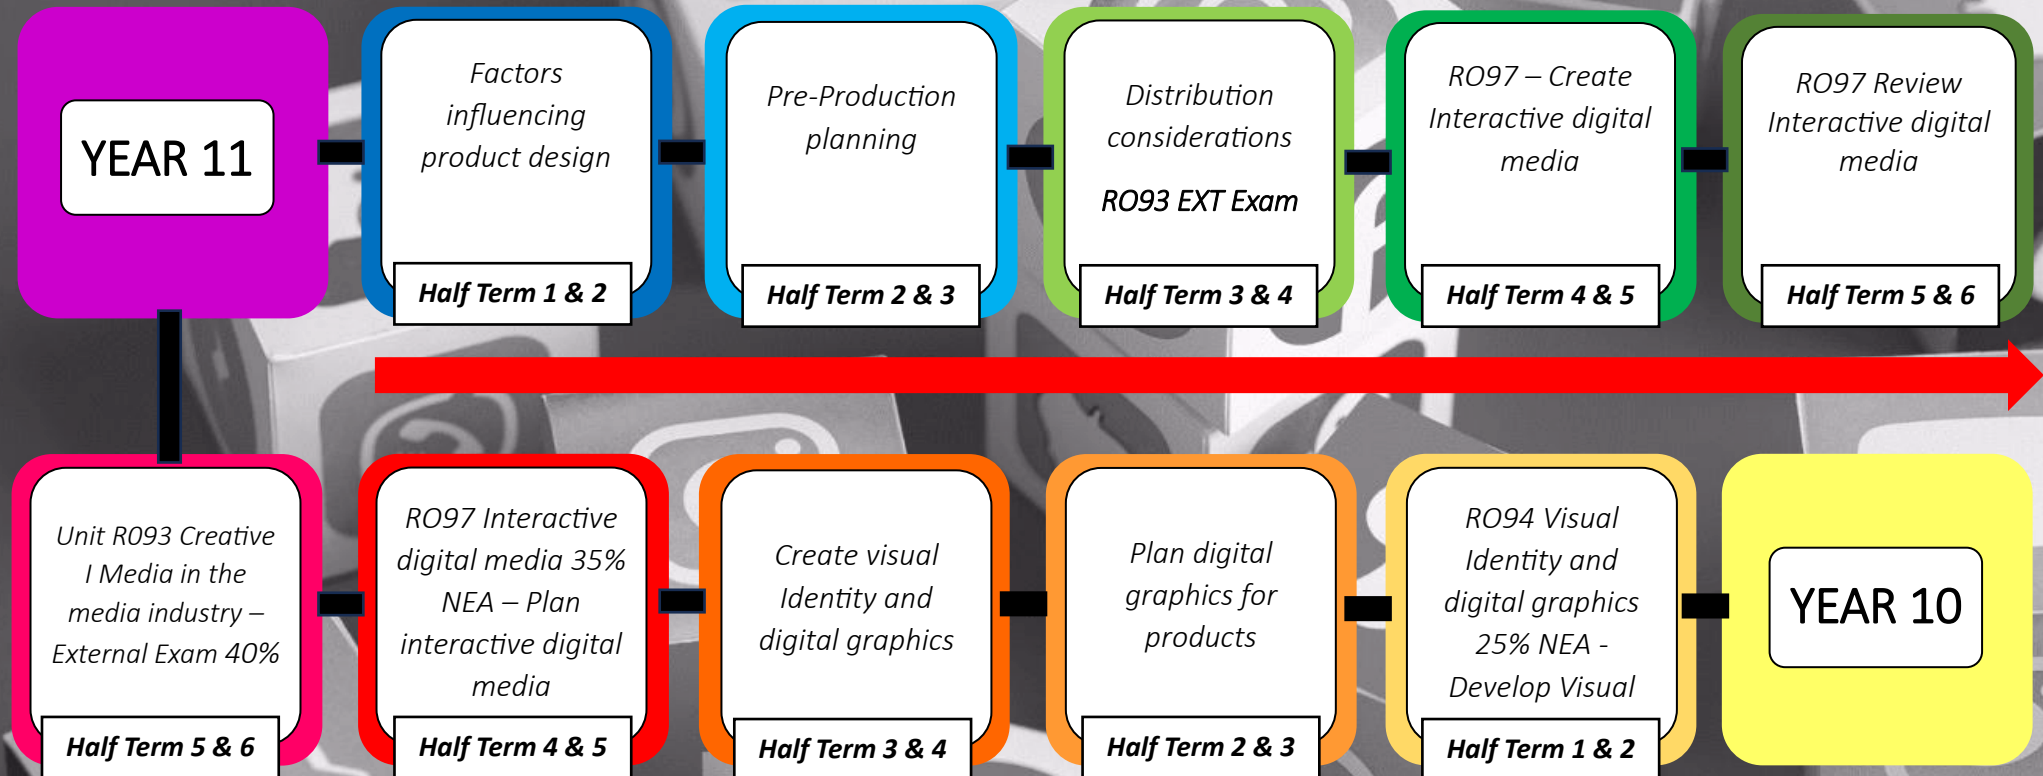 YEAR 11
Factors
influencing
product design
Half Term 1 & 2
Pre-Production
planning
Half Term 2 & 3
Distribution
considerations
RO93 EXT Exam
Half Term 3 & 4
RO97 – Create
Interactive digital
media
Half Term 4 & 5
RO97 Review
Interactive digital
media
Half Term 5 & 6
Unit R093 Creative
I Media in the
media industry –
External Exam 40%
Half Term 5 & 6
RO97 Interactive
digital media 35%
NEA – Plan
interactive digital
media
Half Term 4 & 5
Create visual
Identity and
digital graphics
Half Term 3 & 4
Plan digital
graphics for
products
Half Term 2 & 3
RO94 Visual
Identity and
digital graphics
25% NEA -
Develop Visual
Half Term 1 & 2
YEAR 10